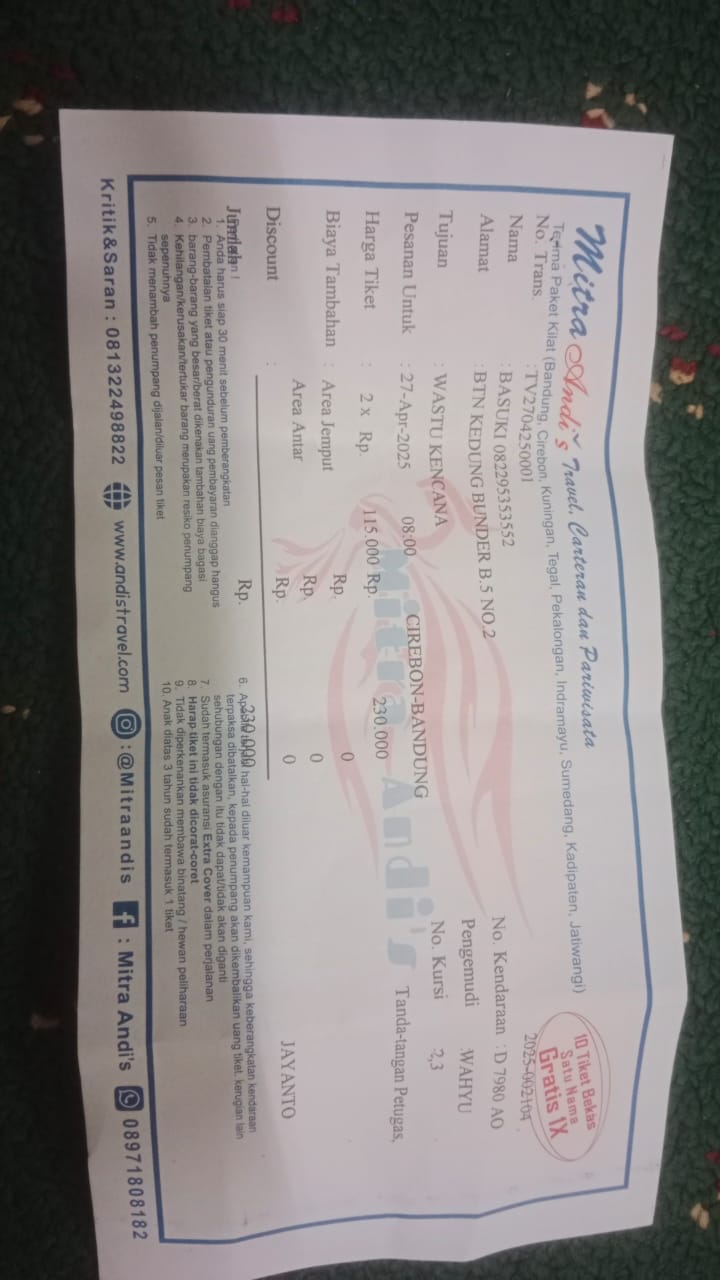 Mitra Andi's Travel, Carteran dan Pariwisata
Terima Paket Kilat (Bandung, Cirebon, Kuningan, Tegal, Pekalongan, Indramayu, Sumedang, Kadipaten, Jatiwangi)
10 Tiket Bekas
Satu Nama
Gratis 1X
No. Trans. : TV2704250001 2025-002104
Nama : BASUKI 082295353552 No. Kendaraan : D 7980 AO
Alamat : BTN KEDUNG BUNDER B.5 NO.2 Pengemudi : WAHYU
Tujuan : WASTU KENCANA No. Kursi : 2,3
Pesanan Untuk : 27-Apr-2025 08:00 CIREBON-BANDUNG Tanda-tangan Petugas,
Harga Tiket : 2 x Rp. 115.000 Rp. 230.000
Biaya Tambahan : Area Jemput Rp. 0
Area Antar Rp. 0
Discount : Rp. 0 JAYANTO
Jumlah Rp. 230.000
Mitra Andi's
1. Anda harus siap 30 menit sebelum pemberangkatan
2. Pembatalan tiket atau pengunduran uang pembayaran dianggap hangus
3. barang-barang yang besar/berat dikenakan tambahan biaya bagasi
4. Kehilangan/kerusakan/tertukar barang merupakan resiko penumpang
sepenuhnya
5. Tidak menambah penumpang dijalan/diluar pesan tiket
6. Apabila terjadi hal-hal diluar kemampuan kami, sehingga keberangkatan kendaraan
terpaksa dibatalkan, kepada penumpang akan dikembalikan uang tiket, kerugian lain
sehubungan dengan itu tidak dapat/tidak akan diganti
7. Sudah termasuk asuransi Extra Cover dalam perjalanan
8. Harap tiket ini tidak dicorat-coret
9. Tidak diperkenankan membawa binatang / hewan peliharaan
10. Anak diatas 3 tahun sudah termasuk 1 tiket
Kritik&Saran : 081322498822 www.andistravel.com : @Mitraandis : Mitra Andi's 08971808182